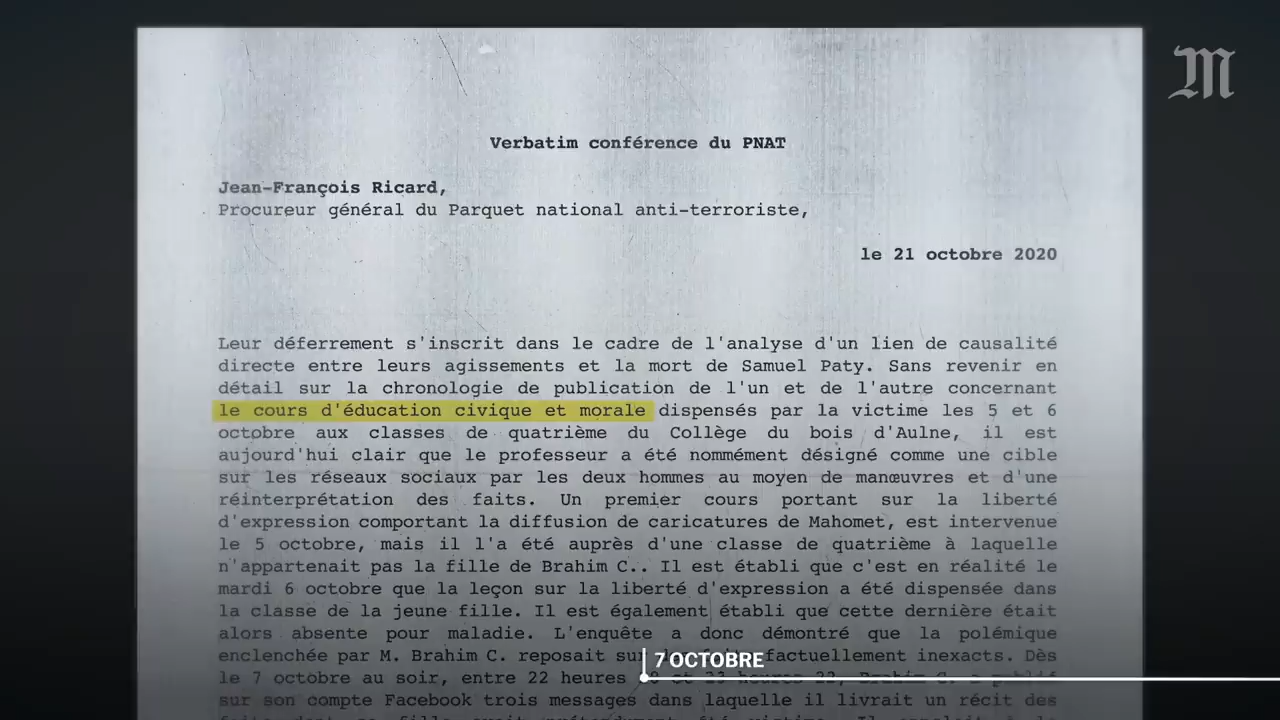 M
Verbatim conférence du PNAT
Jean-François Ricard,
Procureur général du Parquet national anti-terroriste,
le 21 octobre 2020
Leur déferrement s'inscrit dans le cadre de l'analyse d'un lien de causalité
directe entre leurs agissements et la mort de Samuel Paty. Sans revenir en
détail sur la chronologie de publication de l'un et de l'autre concernant
le cours d'éducation civique et morale dispensés par la victime les 5 et 6
octobre aux classes de quatrième du Collège du bois d'Aulne, il est
aujourd'hui clair que le professeur a été nommément désigné comme une cible
sur les réseaux sociaux par les deux hommes au moyen de manœuvres et d'une
réinterprétation des faits. Un premier cours portant sur la liberté
d'expression comportant la diffusion de caricatures de Mahomet, est intervenue
le 5 octobre, mais il l'a été auprès d'une classe de quatrième à laquelle
n'appartenait pas la fille de Brahim C.. Il est établi que c'est en réalité le
mardi 6 octobre que la leçon sur la liberté d'expression a été dispensée dans
la classe de la jeune fille. Il est également établi que cette dernière était
alors absente pour maladie. L'enquête a donc démontré que la polémique
enclenchée par M. Brahim C. reposait factuellement inexacts. Dès
7 OCTOBRE
le 7 octobre au soir, entre 22 heures
sur son compte Facebook trois messages dans laquelle il livrait un récit des